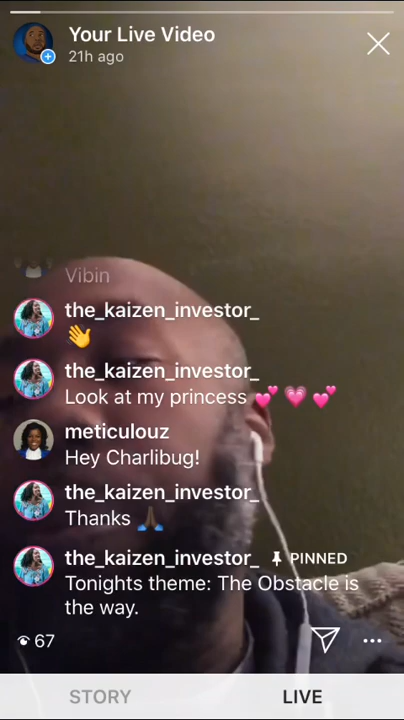 Your Live Video
21h ago
Vibin
the_kaizen_investor_
👋
the_kaizen_investor_
Look at my princess 💕 💗 💕
meticulouz
Hey Charlibug!
the_kaizen_investor_
Thanks 🙏🏿
the_kaizen_investor_ PINNED
Tonights theme: The Obstacle is
the way.
67
STORY LIVE